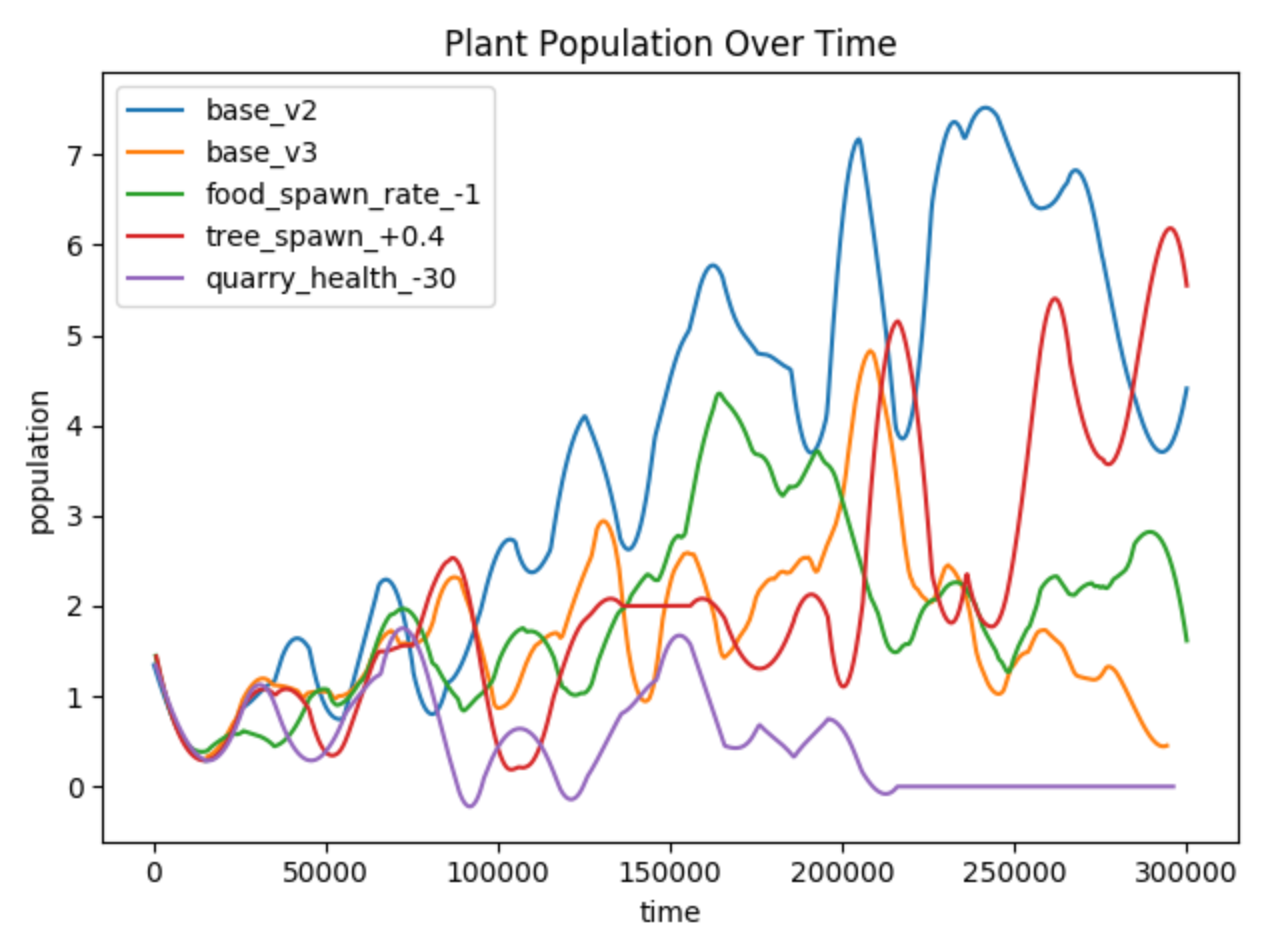 Plant Population Over Time
base_v2
base_v3
food_spawn_rate_-1
tree_spawn_+0.4
quarry_health_-30
7
6
5
4
3
2
1
0
population
0 50000 100000 150000 200000 250000 300000
time